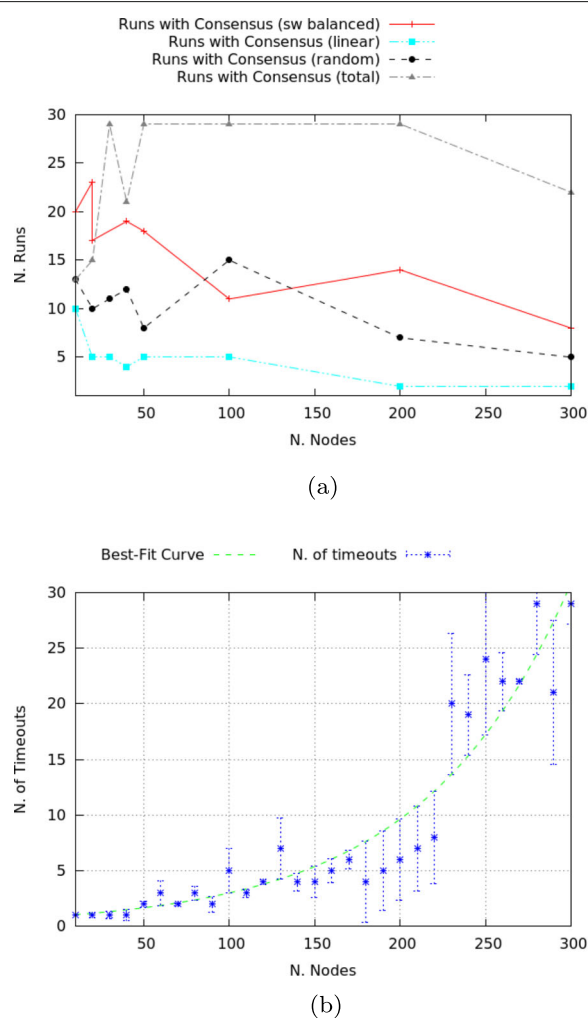 Runs with Consensus (sw balanced)
Runs with Consensus (linear)
Runs with Consensus (random)
Runs with Consensus (total)
30
25
20
15
10
5
N. Runs
50 100 150 200 250 300
N. Nodes
(a)
Best-Fit Curve N. of timeouts
30
25
20
15
10
5
0
N. of Timeouts
50 100 150 200 250 300
N. Nodes
(b)